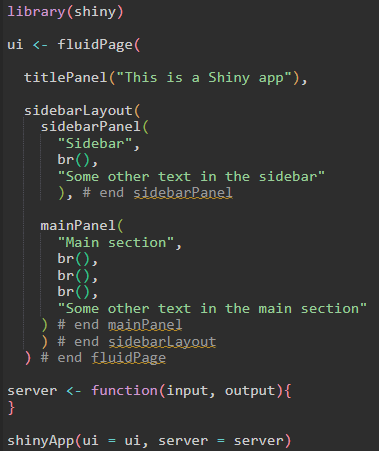 library(shiny)
ui <- fluidPage(
titlePanel("This is a Shiny app"),
sidebarLayout(
sidebarPanel(
"Sidebar",
br(),
"Some other text in the sidebar"
), # end sidebarPanel
mainPanel(
"Main section",
br(),
br(),
br(),
"Some other text in the main section"
) # end mainPanel
) # end sidebarLayout
) # end fluidPage
server <- function(input, output){
}
shinyApp(ui = ui, server = server)